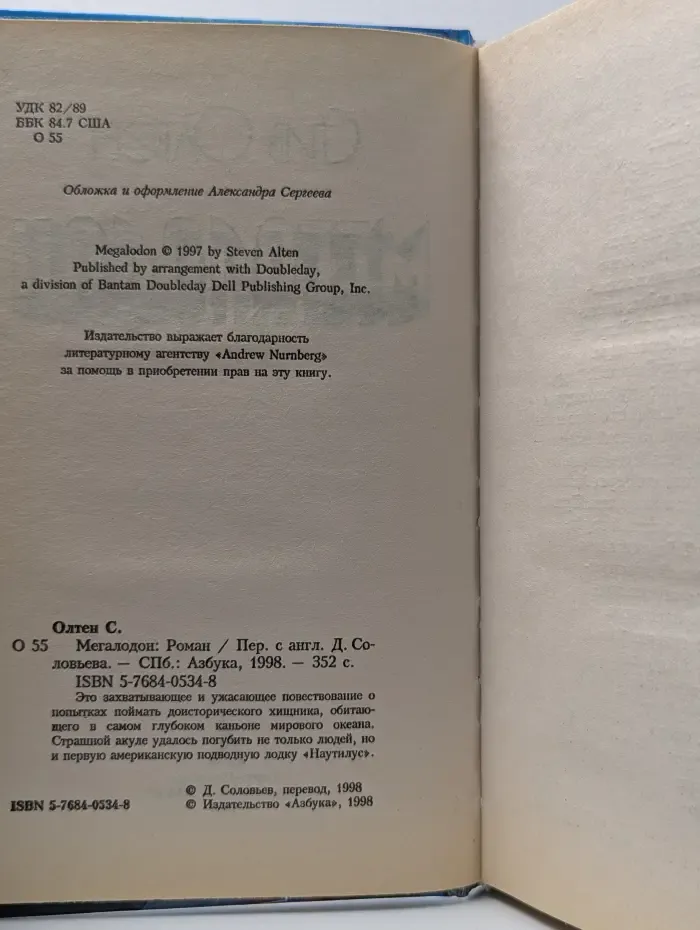 УДК 82/89
ББК 84.7 США
О 55
Обложка и оформление Александра Сергеева
Megalodon © 1997 by Steven Alten
Published by arrangement with Doubleday,
a division of Bantam Doubleday Dell Publishing Group, Inc.
Издательство выражает благодарность
литературному агентству «Andrew Nurnberg»
за помощь в приобретении прав на эту книгу.
Олтен С.
О 55 Мегалодон: Роман / Пер. с англ. Д. Со-
ловьева. — СПб.: Азбука, 1998. — 352 с.
ISBN 5-7684-0534-8
Это захватывающее и ужасающее повествование о
попытках поймать доисторического хищника, обитаю-
щего в самом глубоком каньоне мирового океана.
Страшной акуле удалось погубить не только людей, но
и первую американскую подводную лодку «Наутилус».
© Д. Соловьев, перевод, 1998
ISBN 5-7684-0534-8 © Издательство «Азбука», 1998